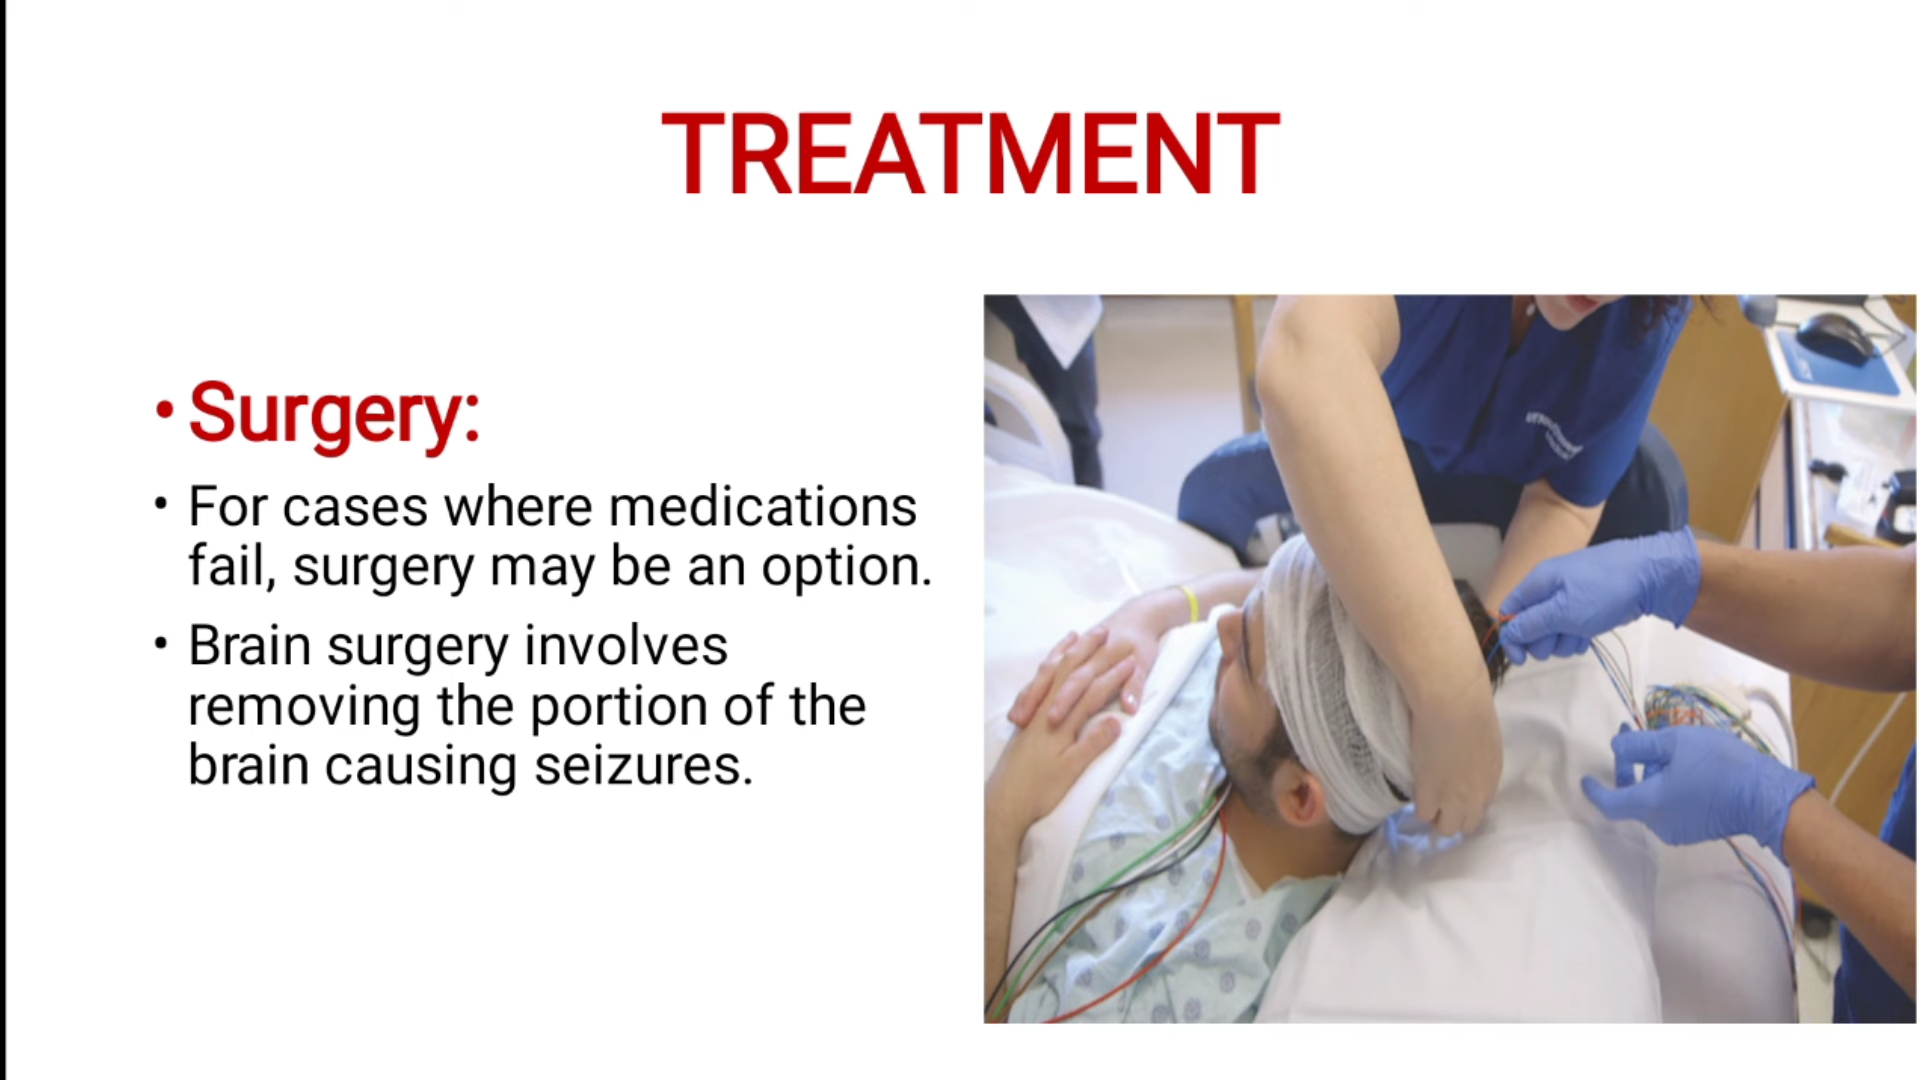 TREATMENT
• Surgery:
• For cases where medications
fail, surgery may be an option.
• Brain surgery involves
removing the portion of the
brain causing seizures.